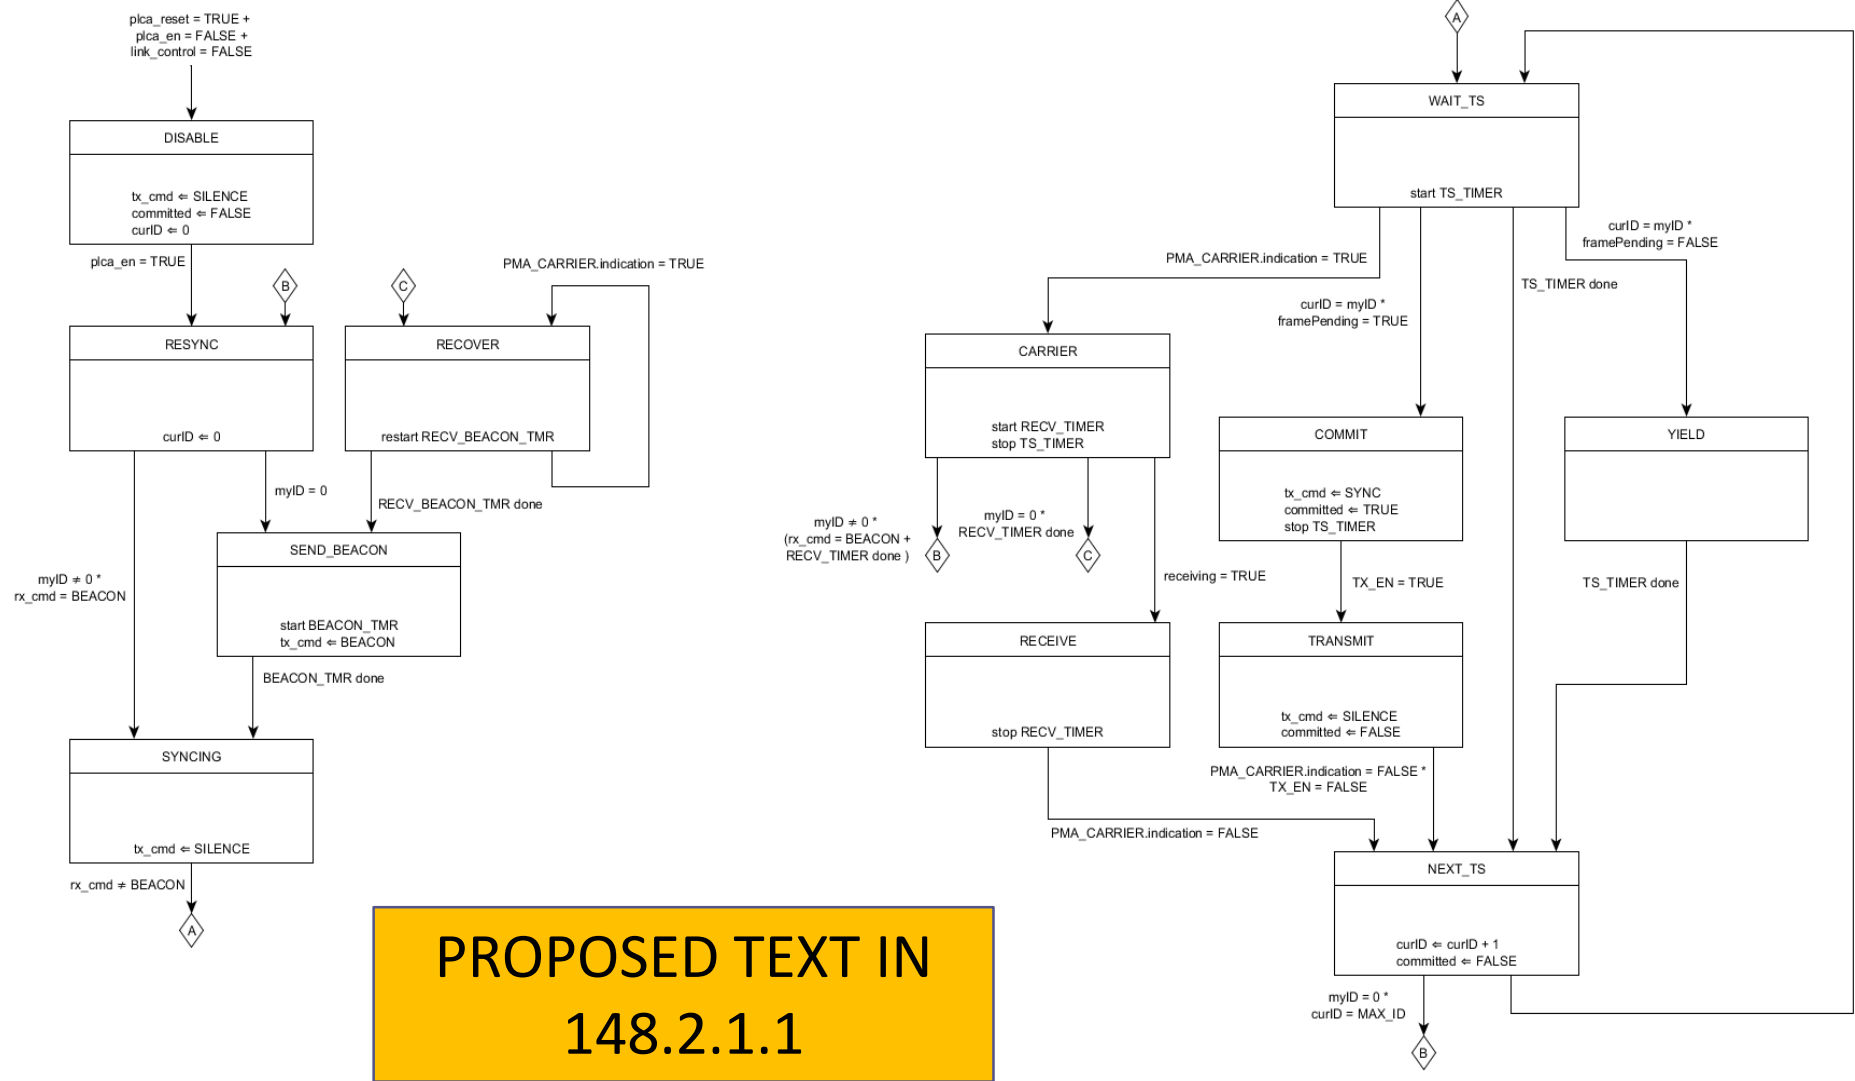 plca_reset = TRUE +
plca_en = FALSE +
link_control = FALSE
DISABLE
tx_cmd ⇐ SILENCE
committed ⇐ FALSE
curID ⇐ 0
plca_en = TRUE
B
C
PMA_CARRIER.indication = TRUE
RESYNC
curID ⇐ 0
RECOVER
restart RECV_BEACON_TMR
myID = 0
RECV_BEACON_TMR done
SEND_BEACON
start BEACON_TMR
tx_cmd ⇐ BEACON
myID ≠ 0 *
rx_cmd = BEACON
BEACON_TMR done
SYNCING
tx_cmd ⇐ SILENCE
rx_cmd ≠ BEACON
A
A
WAIT_TS
start TS_TIMER
PMA_CARRIER.indication = TRUE
curID = myID *
framePending = TRUE
TS_TIMER done
curID = myID *
framePending = FALSE
CARRIER
start RECV_TIMER
stop TS_TIMER
COMMIT
tx_cmd ⇐ SYNC
committed ⇐ TRUE
stop TS_TIMER
YIELD
myID ≠ 0 *
(rx_cmd = BEACON +
RECV_TIMER done )
B
myID = 0 *
RECV_TIMER done
C
receiving = TRUE
TX_EN = TRUE
TS_TIMER done
RECEIVE
stop RECV_TIMER
TRANSMIT
tx_cmd ⇐ SILENCE
committed ⇐ FALSE
PMA_CARRIER.indication = FALSE *
TX_EN = FALSE
PMA_CARRIER.indication = FALSE
NEXT_TS
curID ⇐ curID + 1
committed ⇐ FALSE
myID = 0 *
curID = MAX_ID
B
PROPOSED TEXT IN
148.2.1.1